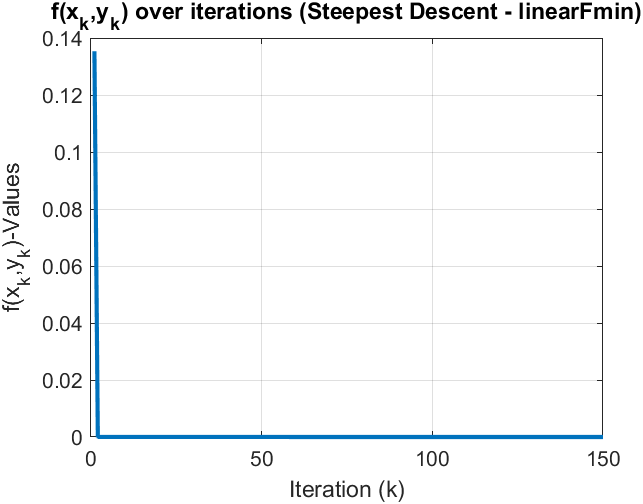 f(x_k,y_k) over iterations (Steepest Descent - linearFmin)
0.14
0.12
0.1
0.08
0.06
0.04
0.02
0
f(x_k,y_k)-Values
0 50 100 150
Iteration (k)